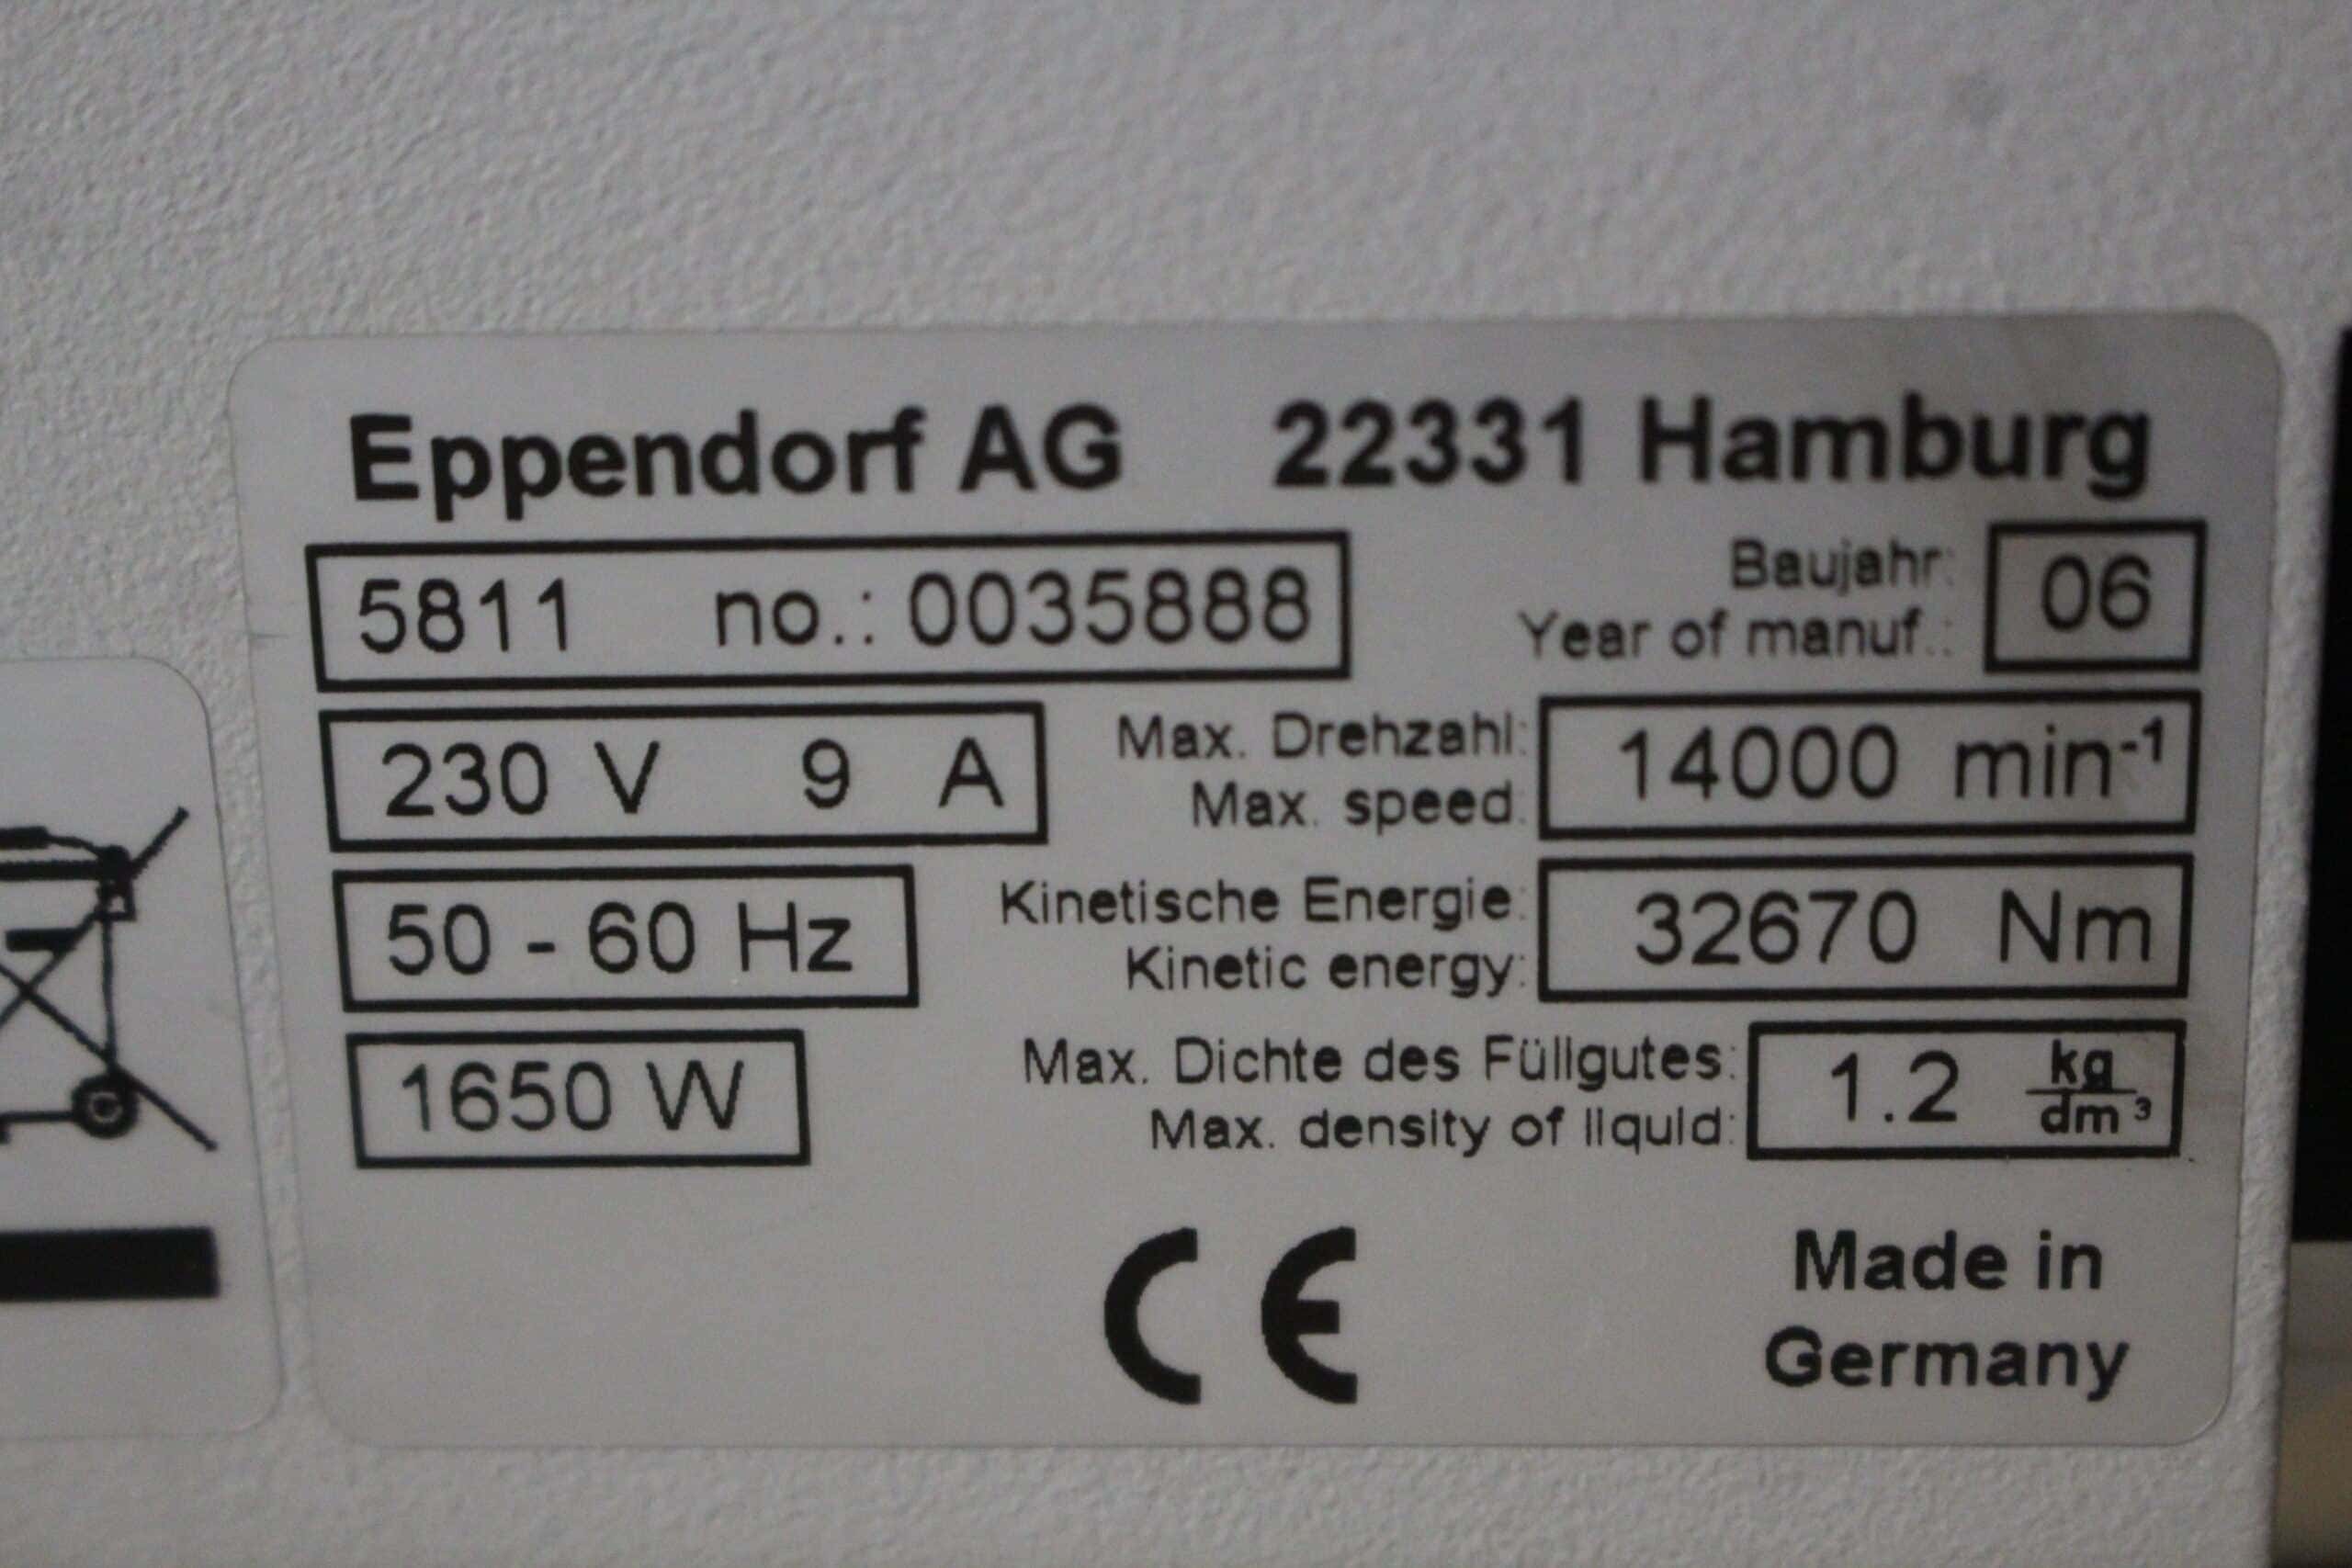 Eppendorf AG 22331 Hamburg
5811 no.: 0035888
Baujahr:
Year of manuf.:
06
230 V 9 A
Max. Drehzahl:
Max. speed:
14000 min⁻¹
50 - 60 Hz
Kinetische Energie:
Kinetic energy:
32670 Nm
1650 W
Max. Dichte des Füllgutes:
Max. density of liquid:
1.2 kg/dm³
CE
Made in
Germany